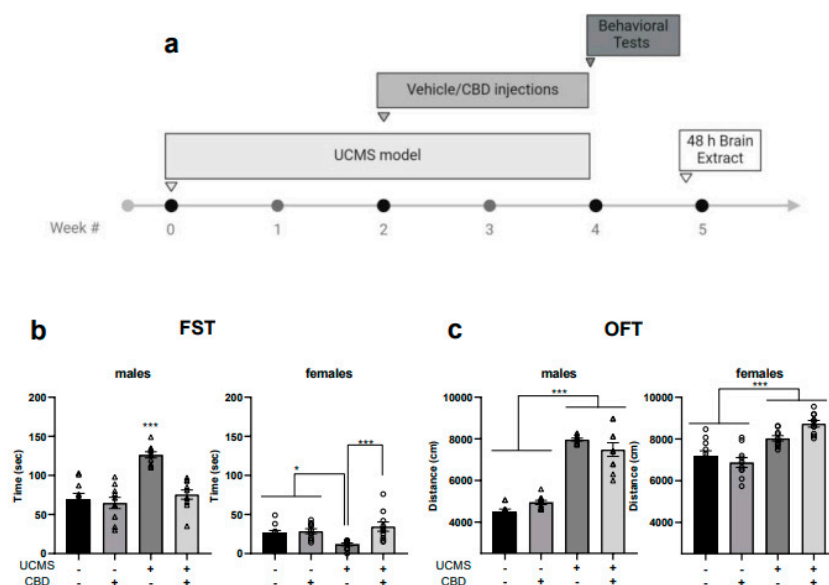 a
Behavioral
Tests
Vehicle/CBD injections
UCMS model
48 h Brain
Extract
Week #
0 1 2 3 4 5
b FST
males females
200 200
150 150
100 100
50 50
0 0
Time (sec) Time (sec)
*** * ***
UCMS - - + + - - + +
CBD - + - + - + - +
c OFT
males females
10000 10000
8000 8000
6000 6000
4000 4000
Distance (cm) Distance (cm)
*** ***
- - + + - - + +
- + - + - + - +